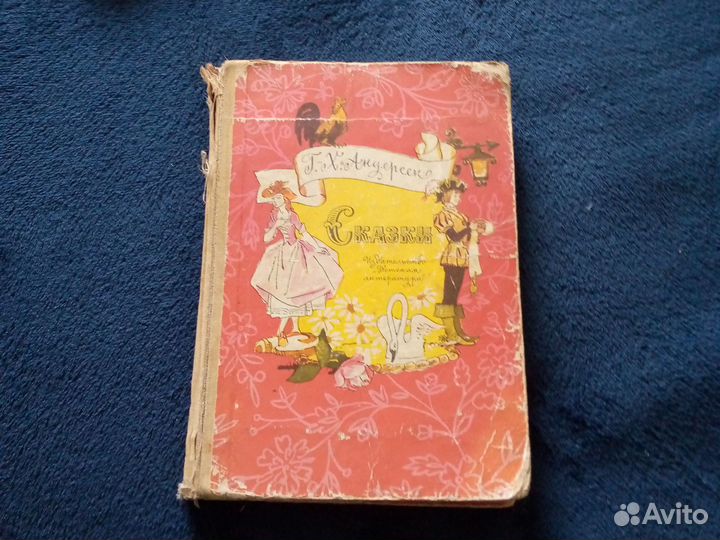 Г. Х. Андерсен
Сказки
Издательство
„Детская
литература“
Avito